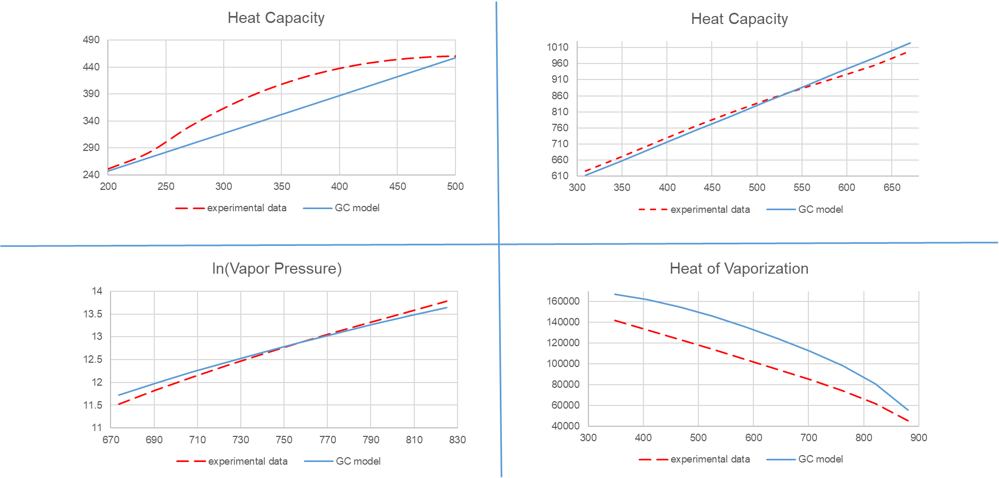 Heat Capacity
490
440
390
340
290
240
200 250 300 350 400 450 500
experimental data GC model
Heat Capacity
1010
960
910
860
810
760
710
660
610
300 350 400 450 500 550 600 650
experimental data GC model
ln(Vapor Pressure)
14
13.5
13
12.5
12
11.5
11
670 690 710 730 750 770 790 810 830
experimental data GC model
Heat of Vaporization
160000
140000
120000
100000
80000
60000
40000
300 400 500 600 700 800 900
experimental data GC model